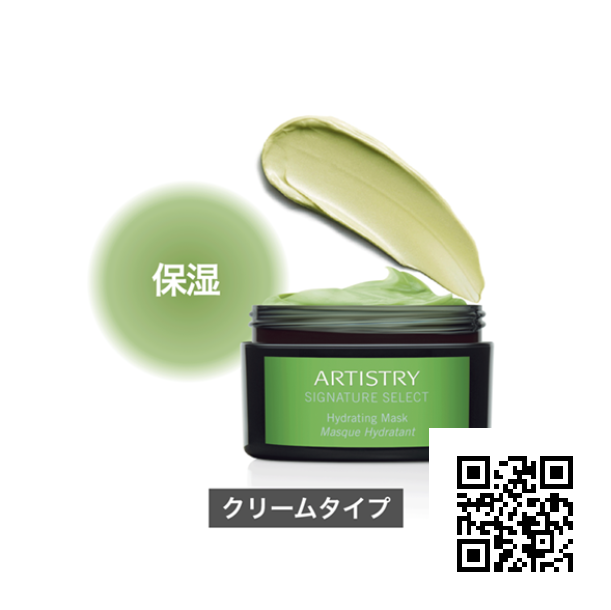 保湿
ARTISTRY
SIGNATURE SELECT
Hydrating Mask
Masque Hydratant
クリームタイプ